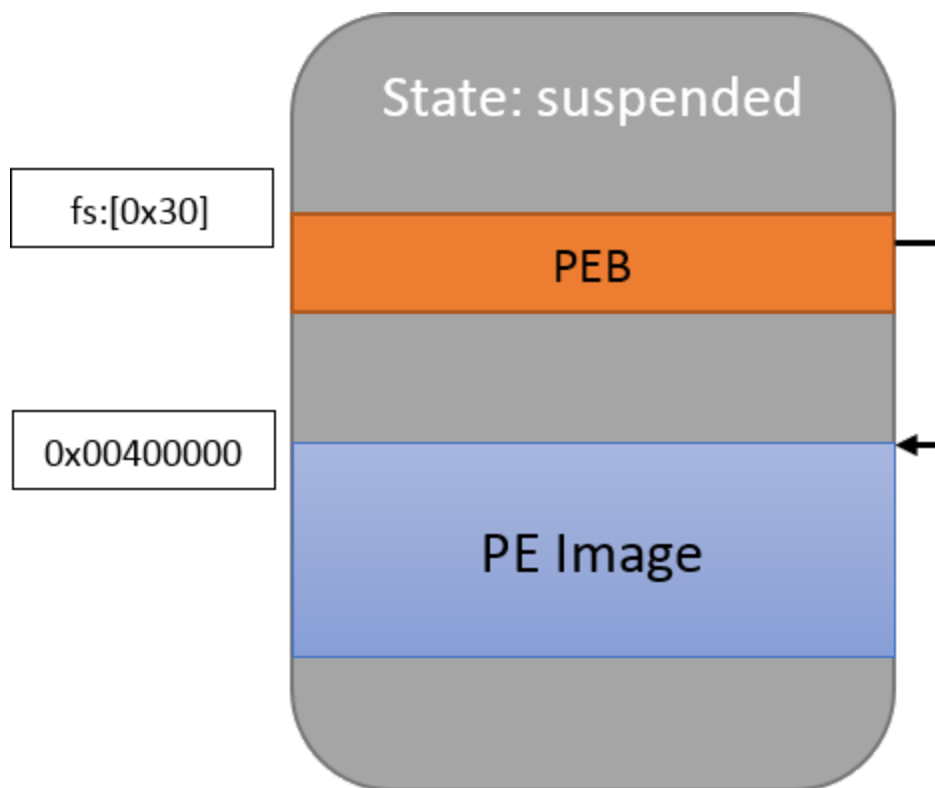 State: suspended
fs:[0x30]
PEB
0x00400000
PE Image